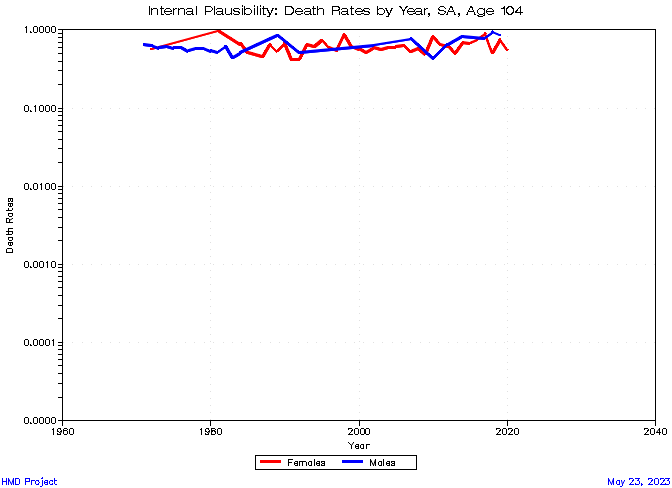 Internal Plausibility: Death Rates by Year, SA, Age 104
1.0000
0.1000
0.0100
0.0010
0.0001
0.0000
Death Rates
1960
1980
2000
2020
2040
Year
Females
Males
HMD Project
May 23, 2023